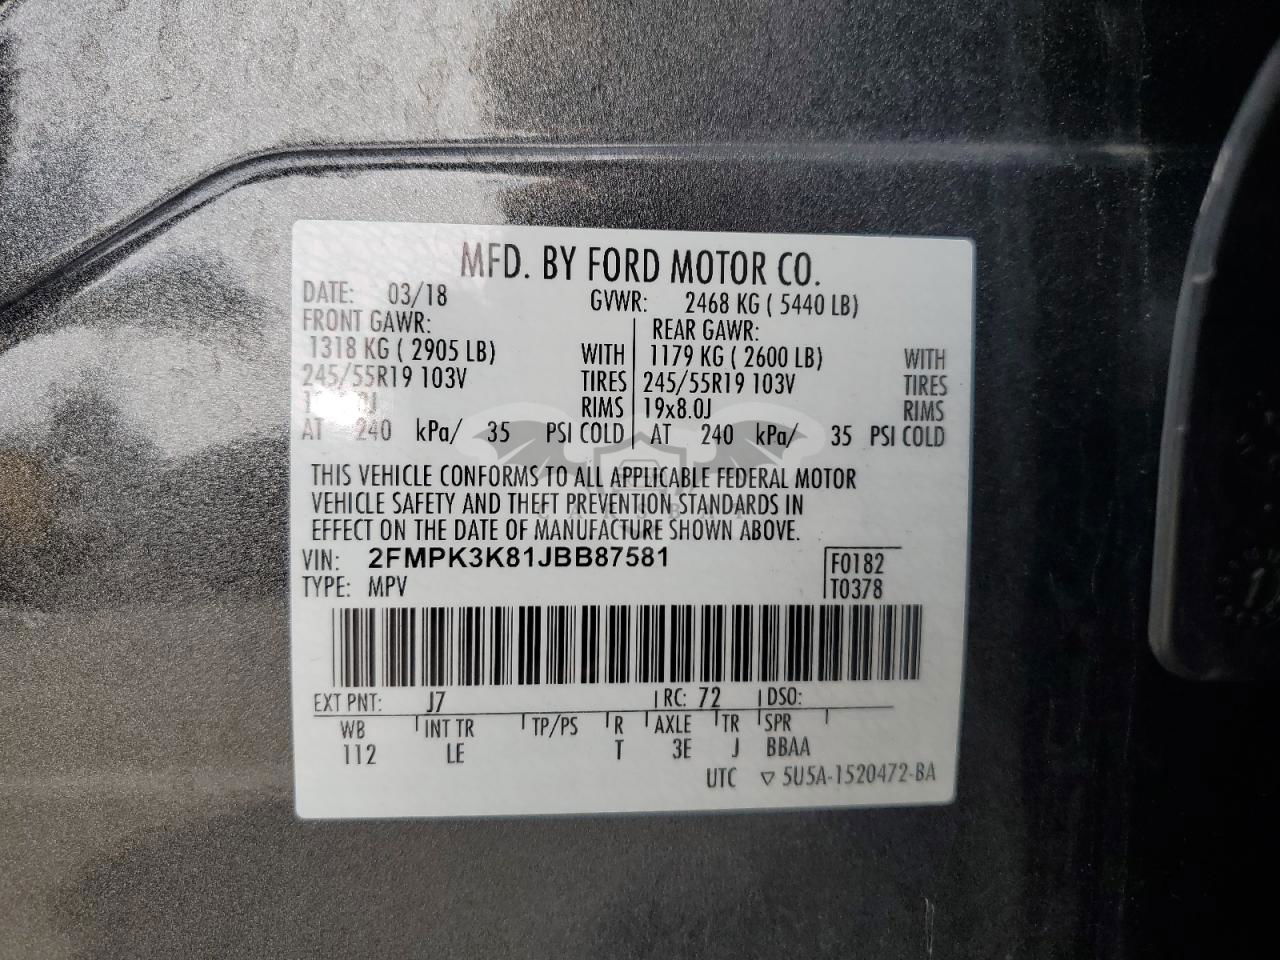 MFD. BY FORD MOTOR CO.
DATE: 03/18 GVWR: 2468 KG ( 5440 LB)
FRONT GAWR: REAR GAWR:
1318 KG ( 2905 LB) WITH 1179 KG ( 2600 LB) WITH
245/55R19 103V TIRES 245/55R19 103V TIRES
RIMS 19x8.0J RIMS
AT 240 kPa/ 35 PSI COLD AT 240 kPa/ 35 PSI COLD
THIS VEHICLE CONFORMS TO ALL APPLICABLE FEDERAL MOTOR
VEHICLE SAFETY AND THEFT PREVENTION STANDARDS IN
EFFECT ON THE DATE OF MANUFACTURE SHOWN ABOVE.
VIN: 2FMPK3K81JBB87581 F0182
TYPE: MPV T0378
EXT PNT: J7 RC: 72 DSO:
WB INT TR TP/PS R AXLE TR SPR
112 LE T 3E J BBAA
UTC ▽ 5U5A-1520472-BA